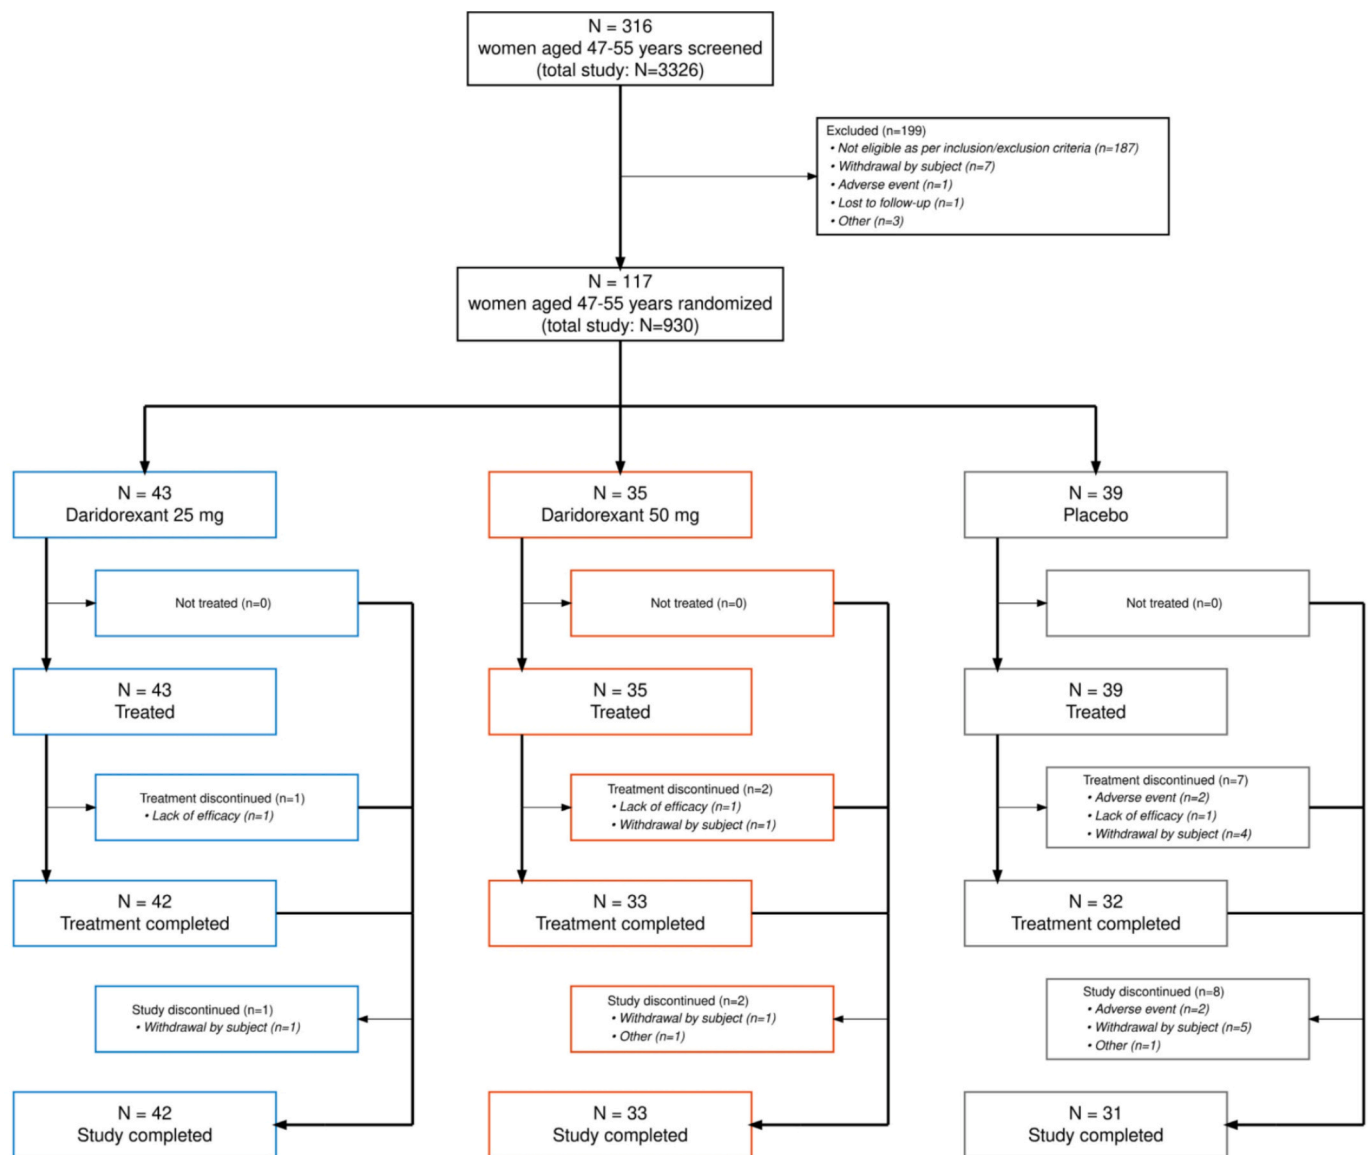 N = 316
women aged 47-55 years screened
(total study: N=3326)
Excluded (n=199)
• Not eligible as per inclusion/exclusion criteria (n=187)
• Withdrawal by subject (n=7)
• Adverse event (n=1)
• Lost to follow-up (n=1)
• Other (n=3)
N = 117
women aged 47-55 years randomized
(total study: N=930)
N = 43
Daridorexant 25 mg
N = 35
Daridorexant 50 mg
N = 39
Placebo
Not treated (n=0)
Not treated (n=0)
Not treated (n=0)
N = 43
Treated
N = 35
Treated
N = 39
Treated
Treatment discontinued (n=1)
• Lack of efficacy (n=1)
Treatment discontinued (n=2)
• Lack of efficacy (n=1)
• Withdrawal by subject (n=1)
Treatment discontinued (n=7)
• Adverse event (n=2)
• Lack of efficacy (n=1)
• Withdrawal by subject (n=4)
N = 42
Treatment completed
N = 33
Treatment completed
N = 32
Treatment completed
Study discontinued (n=1)
• Withdrawal by subject (n=1)
Study discontinued (n=2)
• Withdrawal by subject (n=1)
• Other (n=1)
Study discontinued (n=8)
• Adverse event (n=2)
• Withdrawal by subject (n=5)
• Other (n=1)
N = 42
Study completed
N = 33
Study completed
N = 31
Study completed